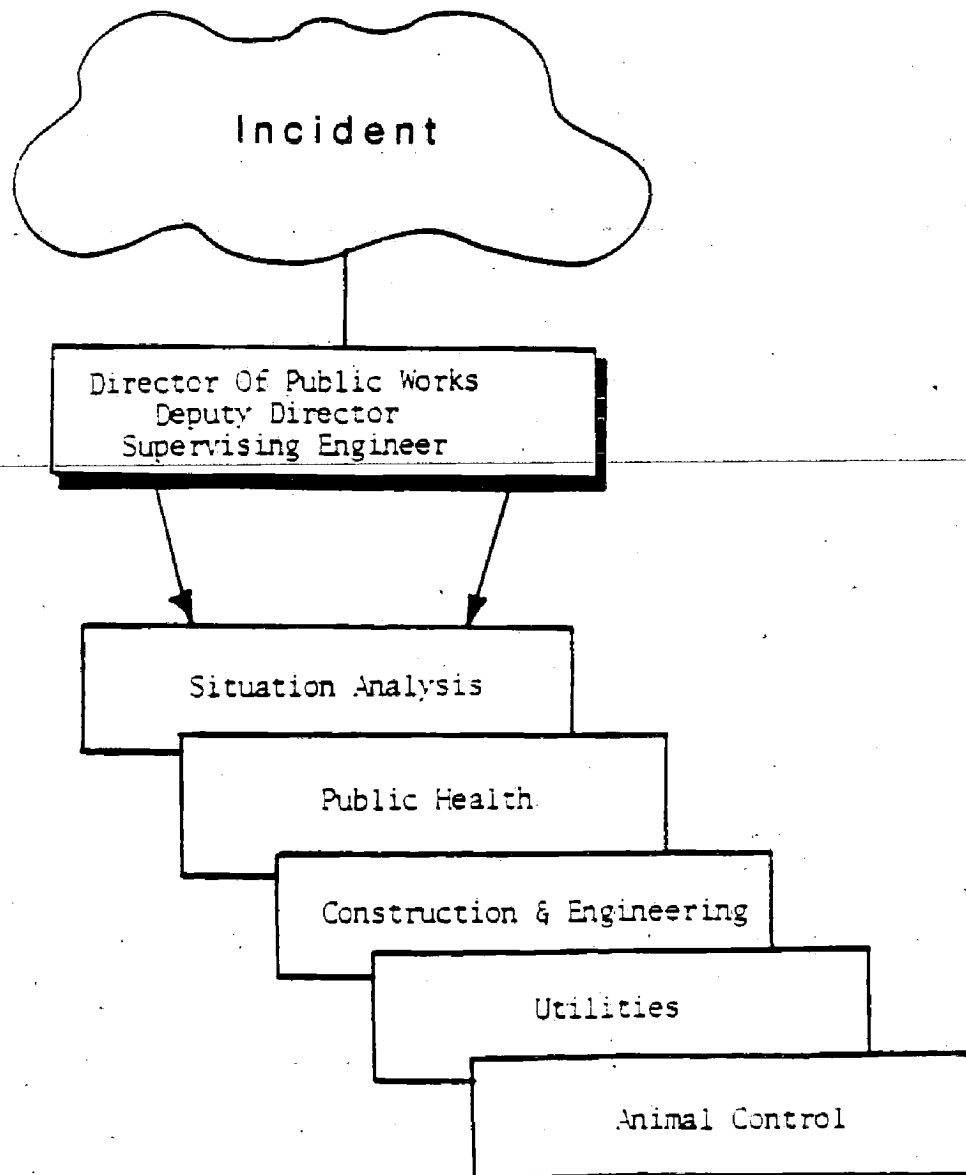 Incident
Director Of Public Works
Deputy Director
Supervising Engineer
Situation Analysis
Public Health
Construction & Engineering
Utilities
Animal Control